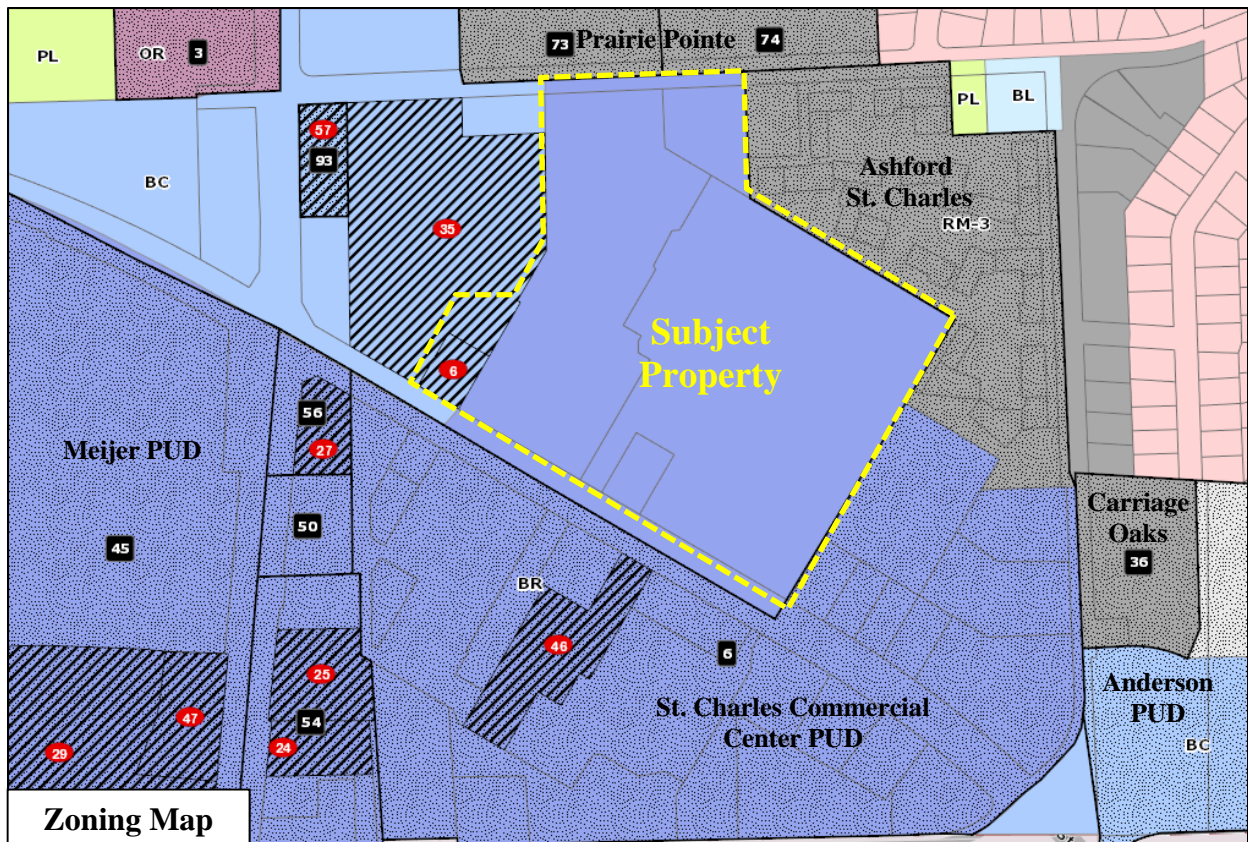 PL
OR
3
73
Prairie Pointe
74
57
93
PL
BL
BC
Ashford
St. Charles
RM-3
35
Subject
Property
6
56
27
Meijer PUD
50
45
Carriage
Oaks
36
BR
46
6
25
54
24
47
29
St. Charles Commercial
Center PUD
Anderson
PUD
BC
Zoning Map